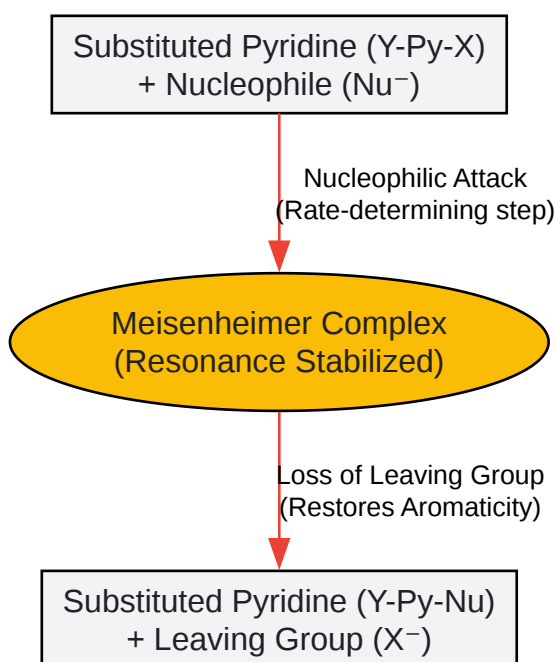 Substituted Pyridine (Y-Py-X)
+ Nucleophile (Nu⁻)
Nucleophilic Attack
(Rate-determining step)
Meisenheimer Complex
(Resonance Stabilized)
Loss of Leaving Group
(Restores Aromaticity)
Substituted Pyridine (Y-Py-Nu)
+ Leaving Group (X⁻)